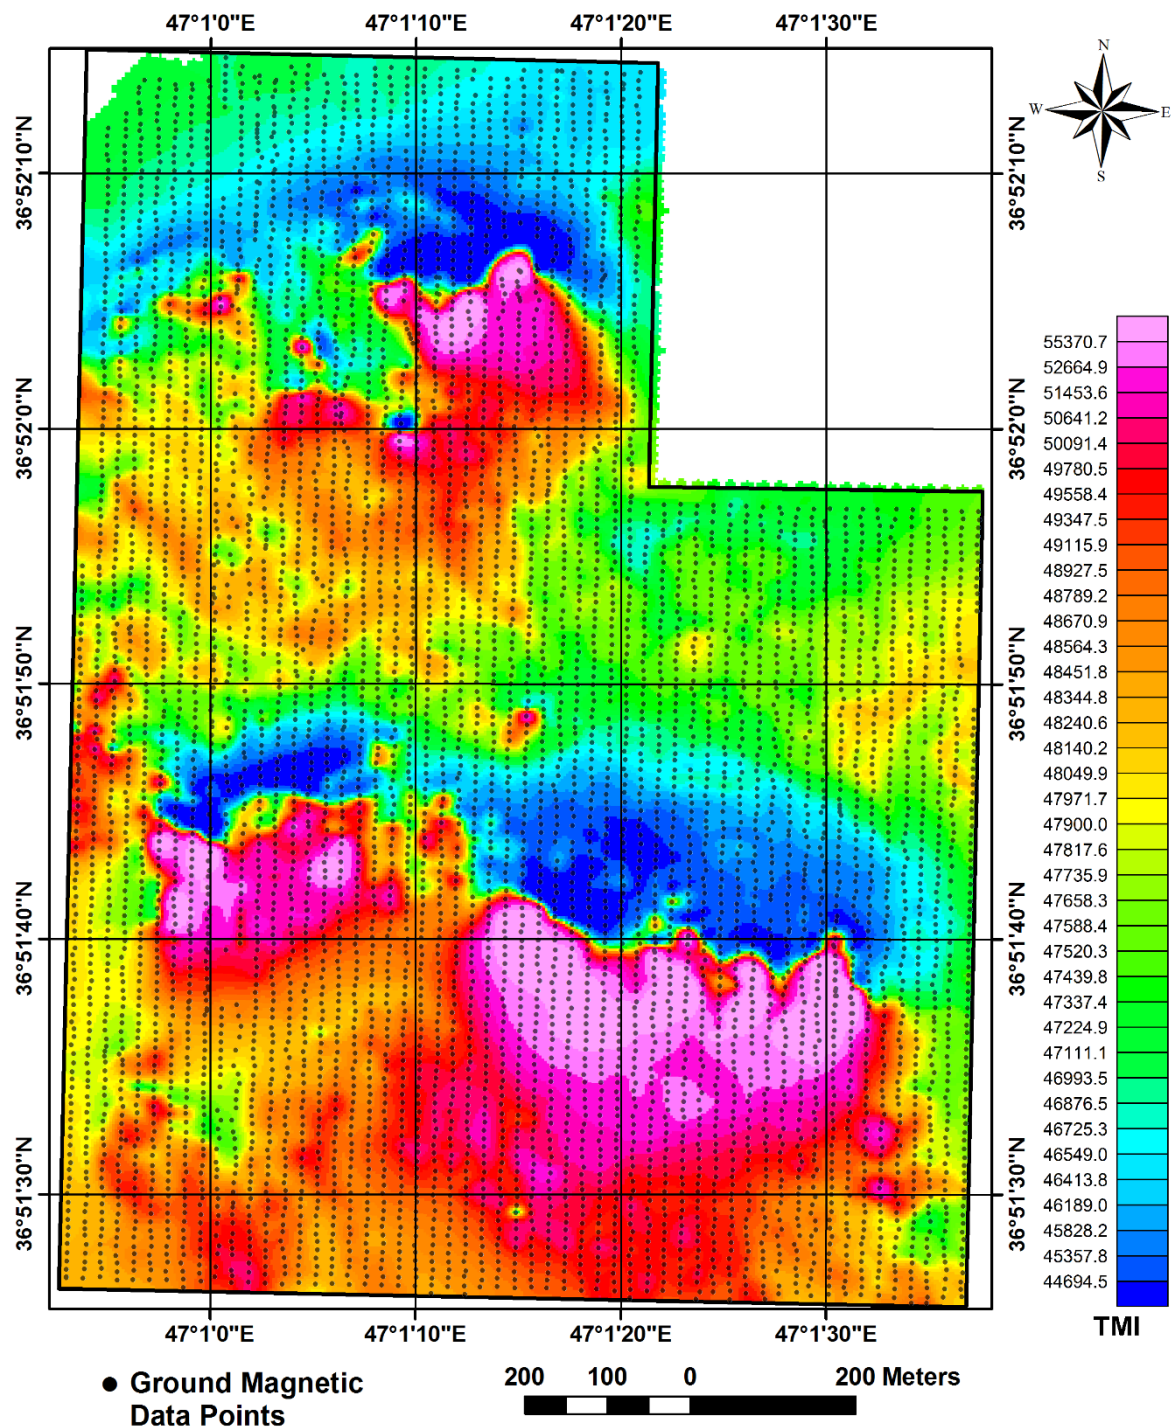 47°1'0"E 47°1'10"E 47°1'20"E 47°1'30"E
N
W E
S
36°52'10"N 36°52'10"N
36°52'0"N 36°52'0"N
36°51'50"N 36°51'50"N
36°51'40"N 36°51'40"N
36°51'30"N 36°51'30"N
55370.7
52664.9
51453.6
50641.2
50091.4
49780.5
49558.4
49347.5
49115.9
48927.5
48789.2
48670.9
48564.3
48451.8
48344.8
48240.6
48140.2
48049.9
47971.7
47900.0
47817.6
47735.9
47658.3
47588.4
47520.3
47439.8
47337.4
47224.9
47111.1
46993.5
46876.5
46725.3
46549.0
46413.8
46189.0
45828.2
45357.8
44694.5
TMI
47°1'0"E 47°1'10"E 47°1'20"E 47°1'30"E
Ground Magnetic
Data Points
200 100 0 200 Meters